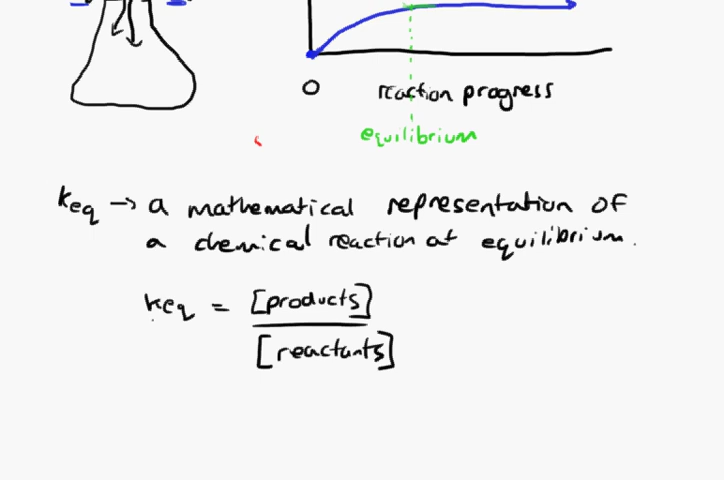 0 reaction progress
equilibrium
keq → a mathematical representation of
a chemical reaction at equilibrium.
keq = [products]
[reactants]